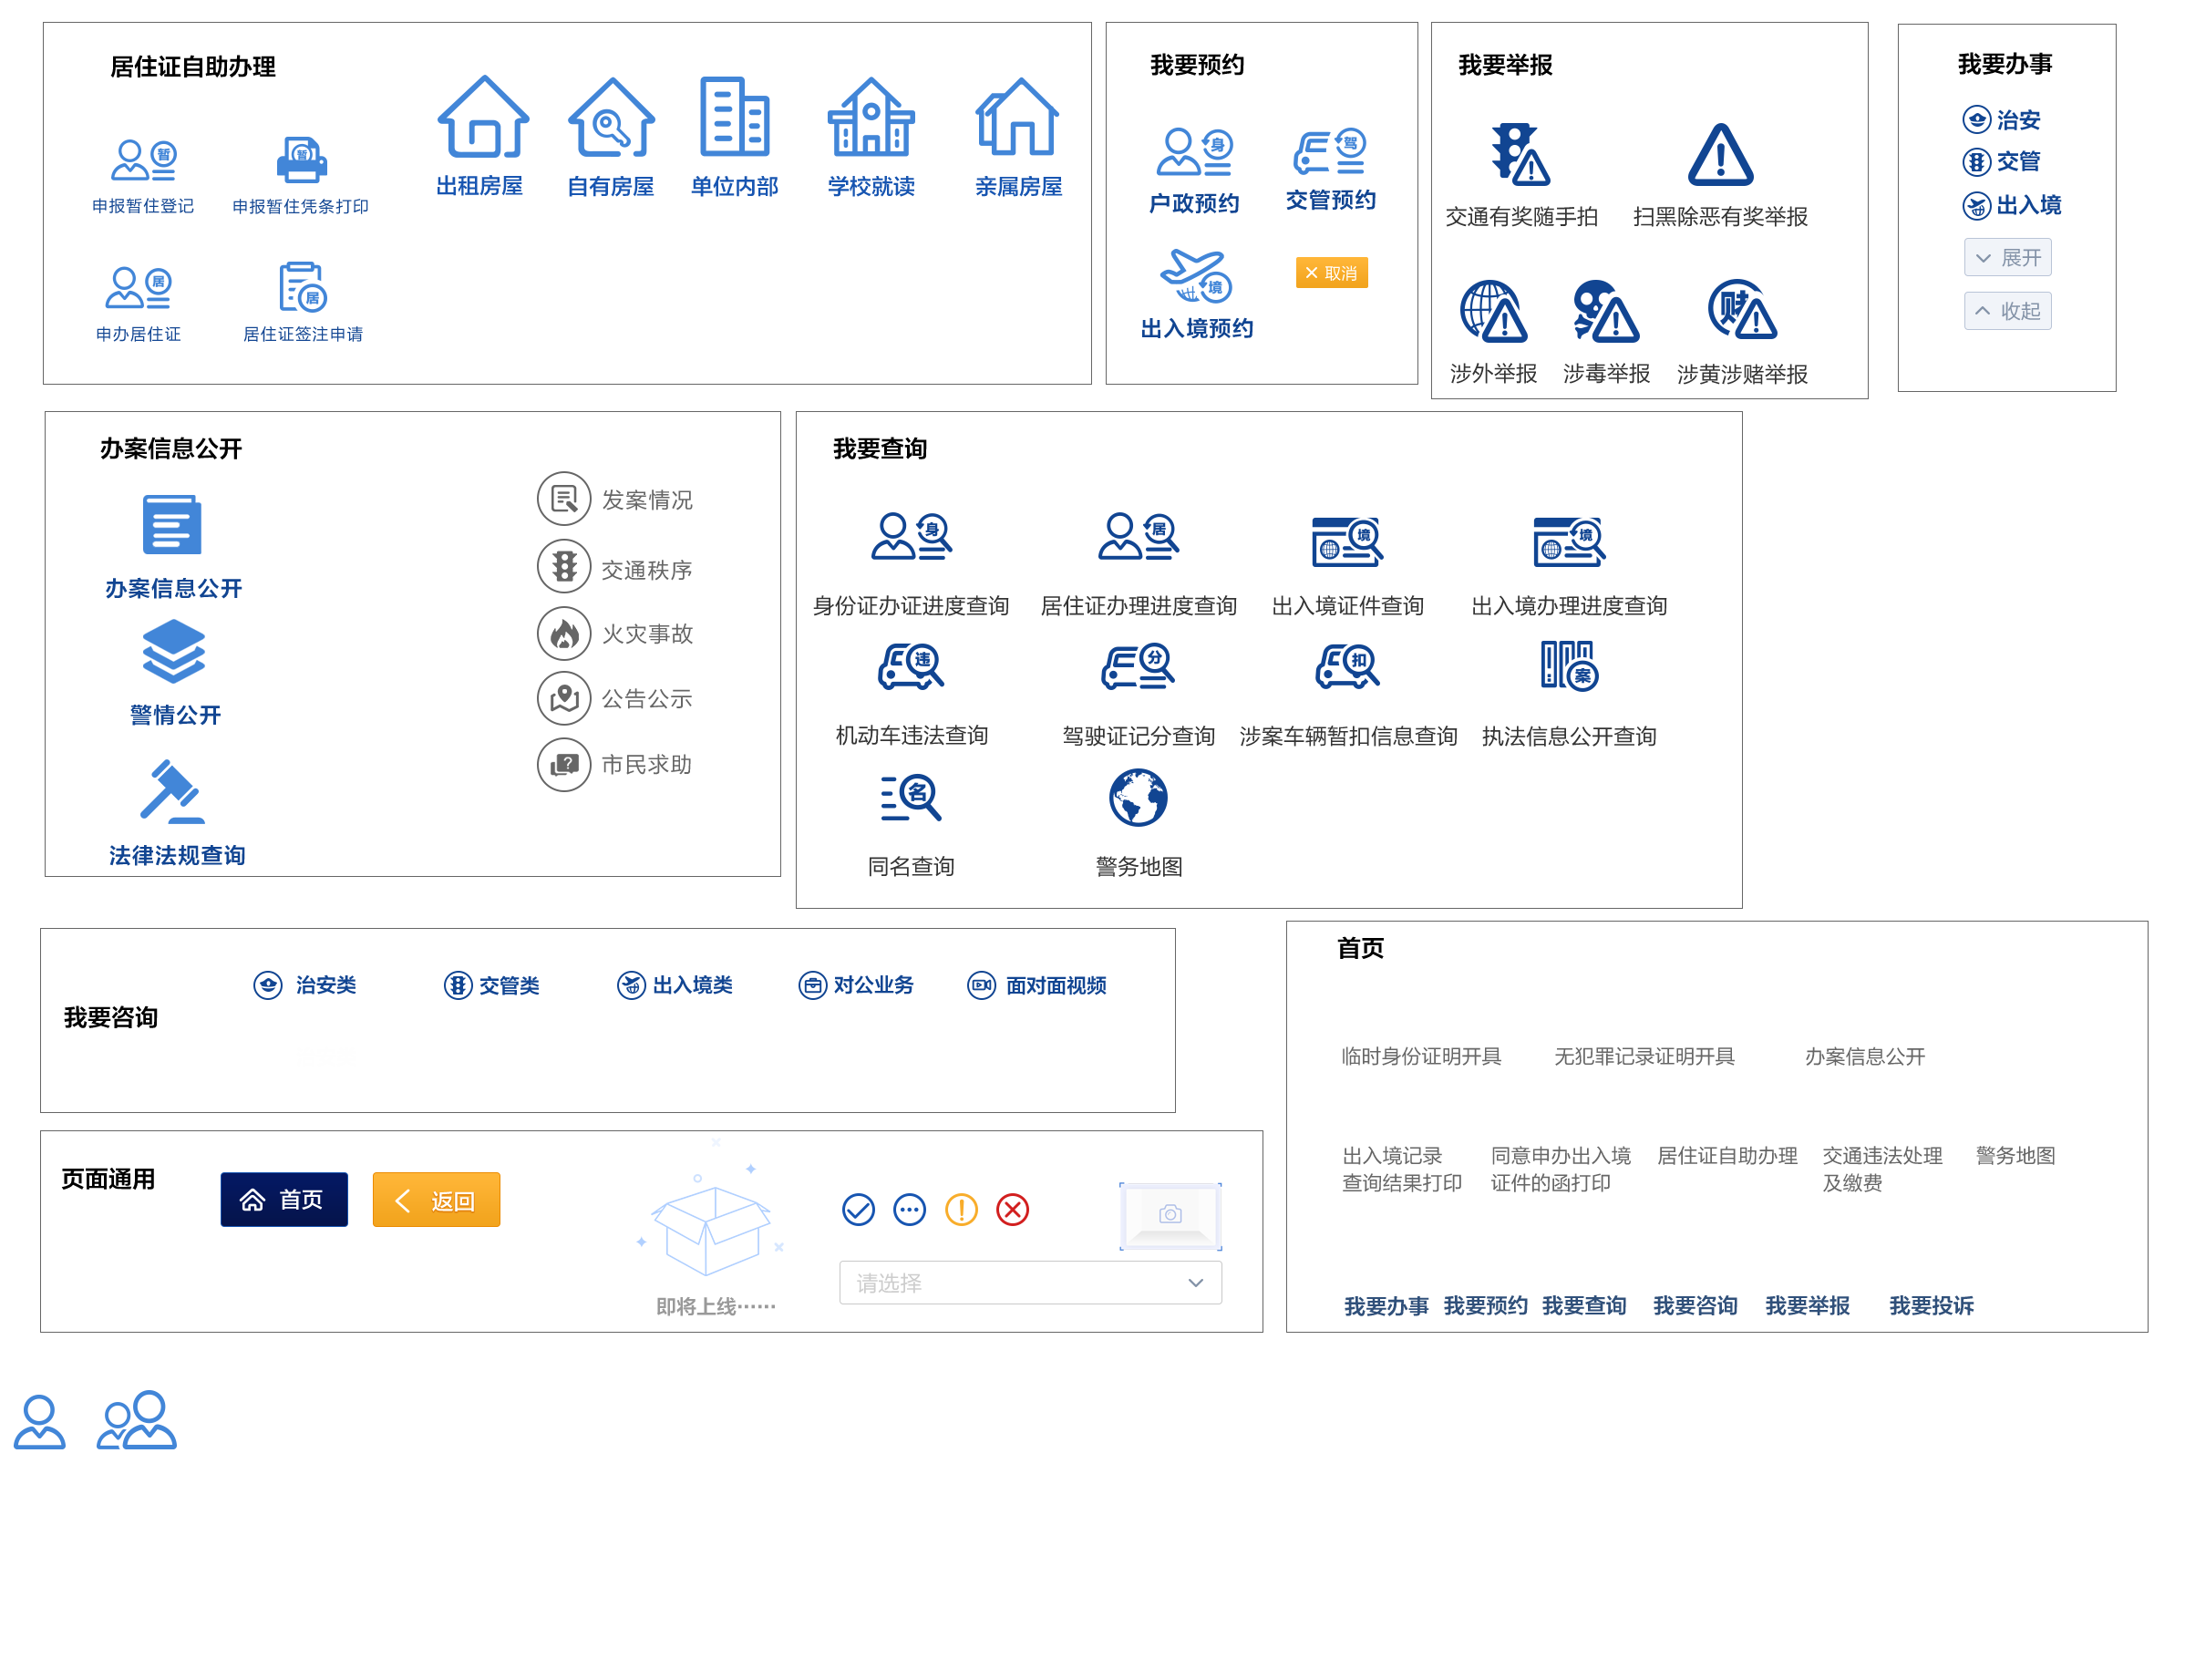 居住证自助办理
出租房屋
自有房屋
单位内部
学校就读
亲属房屋
暂
申报暂住登记
暂
申报暂住凭条打印
居
申办居住证
居
居住证签注申请
我要预约
身
户政预约
驾
交管预约
境
出入境预约
取消
我要举报
交通有奖随手拍
扫黑除恶有奖举报
涉外举报
涉毒举报
赌
涉黄涉赌举报
我要办事
治安
交管
出入境
展开
收起
办案信息公开
办案信息公开
警情公开
法律法规查询
发案情况
交通秩序
火灾事故
公告公示
?
市民求助
我要查询
身
身份证办证进度查询
居
居住证办理进度查询
境
出入境证件查询
境
出入境办理进度查询
违
机动车违法查询
分
驾驶证记分查询
扣
涉案车辆暂扣信息查询
案
执法信息公开查询
名
同名查询
警务地图
我要咨询
治安类
交管类
出入境类
对公业务
面对面视频
首页
临时身份证明开具
无犯罪记录证明开具
办案信息公开
出入境记录
查询结果打印
同意申办出入境
证件的函打印
居住证自助办理
交通违法处理
及缴费
警务地图
我要办事
我要预约
我要查询
我要咨询
我要举报
我要投诉
页面通用
首页
返回
即将上线······
请选择